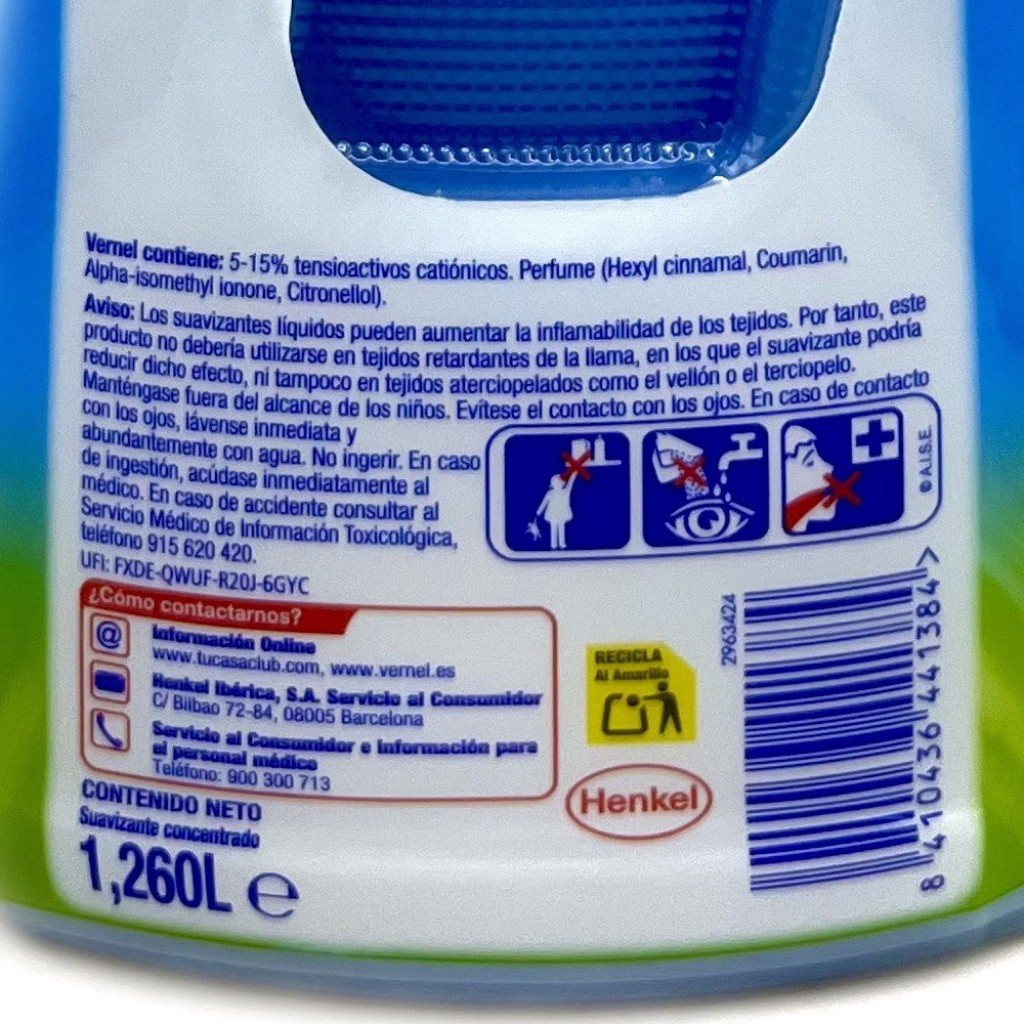 Vernel contiene: 5-15% tensioactivos catiónicos. Perfume (Hexyl cinnamal, Coumarin,
Alpha-isomethyl ionone, Citronellol).
Aviso: Los suavizantes líquidos pueden aumentar la inflamabilidad de los tejidos. Por tanto, este
producto no debería utilizarse en tejidos retardantes de la llama, en los que el suavizante podría
reducir dicho efecto, ni tampoco en tejidos aterciopelados como el vellón o el terciopelo.
Manténgase fuera del alcance de los niños. Evítese el contacto con los ojos. En caso de contacto
con los ojos, lávense inmediata y
abundantemente con agua. No ingerir. En caso
de ingestión, acúdase inmediatamente al
médico. En caso de accidente consultar al
Servicio Médico de Información Toxicológica,
teléfono 915 620 420.
UFI: FXDE-QWUF-R20J-6GYC
© A.I.S.E.
¿Cómo contactarnos?
@
Información Online
www.tucasaclub.com, www.vernel.es
Henkel Ibérica, S.A. Servicio al Consumidor
C/ Bilbao 72-84, 08005 Barcelona
Servicio al Consumidor e Información para
el personal médico
Teléfono: 900 300 713
RECICLA
Al Amarillo
Henkel
2963424
8 410436 441384 >
CONTENIDO NETO
Suavizante concentrado
1,260L ℮